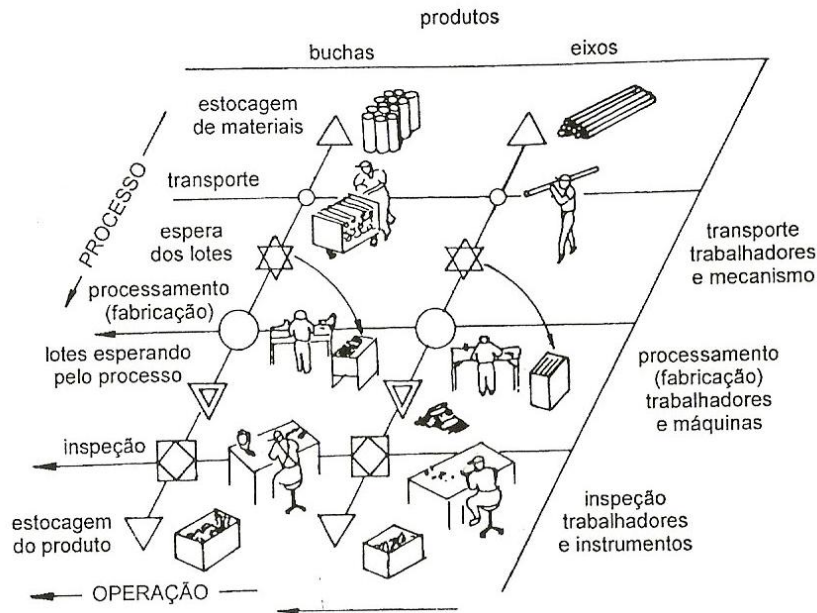 produtos
buchas
eixos
estocagem
de materiais
transporte
PROCESSO
espera
dos lotes
transporte
trabalhadores
e mecanismo
processamento
(fabricação)
lotes esperando
pelo processo
processamento
(fabricação)
trabalhadores
e máquinas
inspeção
inspeção
trabalhadores
e instrumentos
estocagem
do produto
OPERAÇÃO